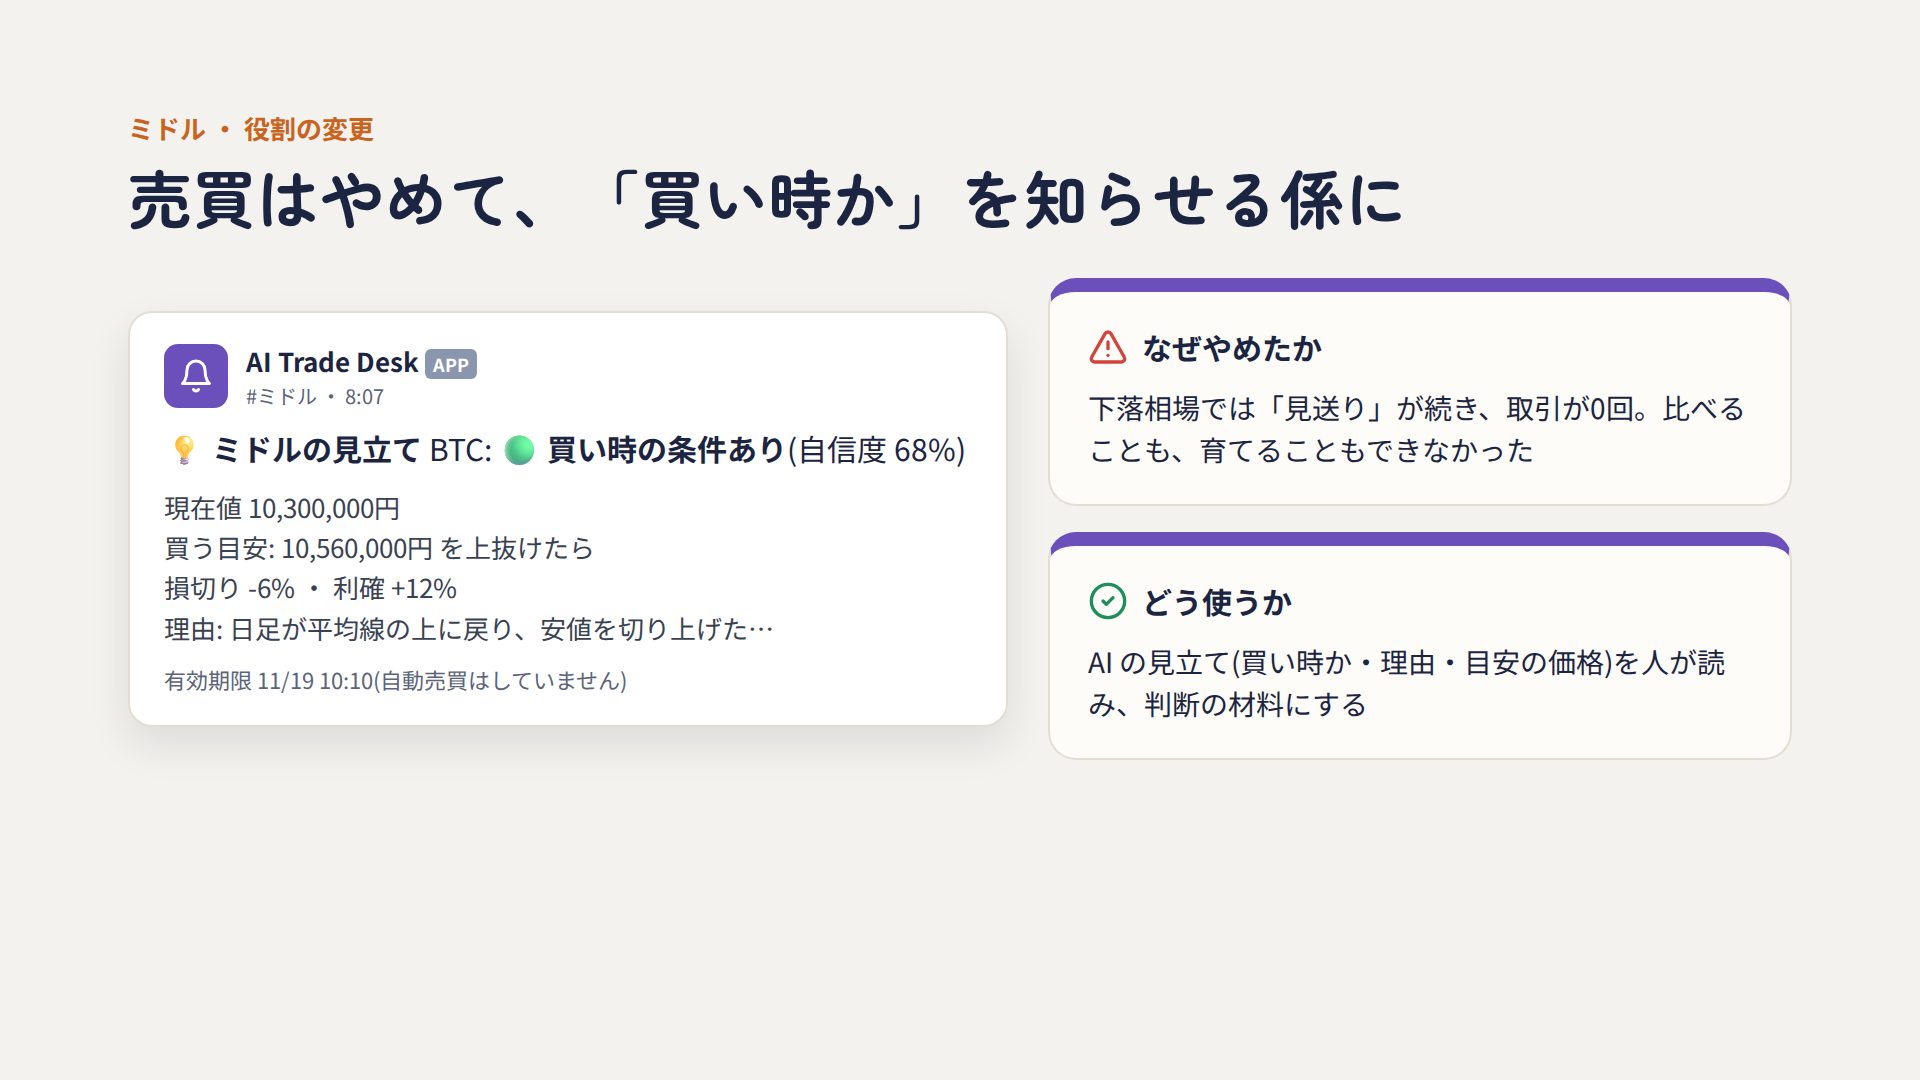 ミドル ・ 役割の変更
売買はやめて、「買い時か」を知らせる係に
AI Trade Desk APP
#ミドル ・ 8:07
💡 ミドルの見立て BTC: 🟢 買い時の条件あり(自信度 68%)
現在値 10,300,000円
買う目安: 10,560,000円 を上抜けたら
損切り -6% ・ 利確 +12%
理由: 日足が平均線の上に戻り、安値を切り上げた…
有効期限 11/19 10:10(自動売買はしていません)
なぜやめたか
下落相場では「見送り」が続き、取引が0回。比べる
ことも、育てることもできなかった
どう使うか
AI の見立て(買い時か・理由・目安の価格)を人が読
み、判断の材料にする